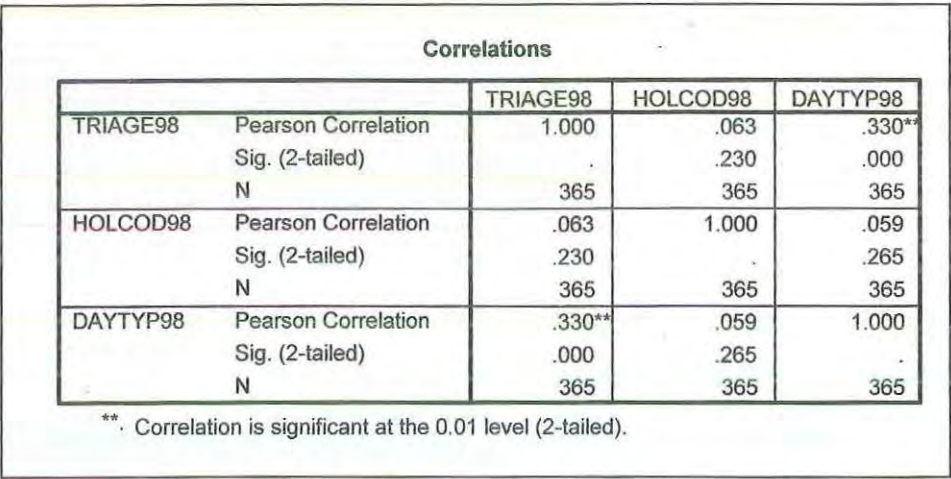 Correlations
TRIAGE98 HOLCOD98 DAYTYP98
TRIAGE98 Pearson Correlation 1.000 .063 .330**
Sig. (2-tailed) . .230 .000
N 365 365 365
HOLCOD98 Pearson Correlation .063 1.000 .059
Sig. (2-tailed) .230 . .265
N 365 365 365
DAYTYP98 Pearson Correlation .330** .059 1.000
Sig. (2-tailed) .000 .265 .
N 365 365 365
**. Correlation is significant at the 0.01 level (2-tailed).